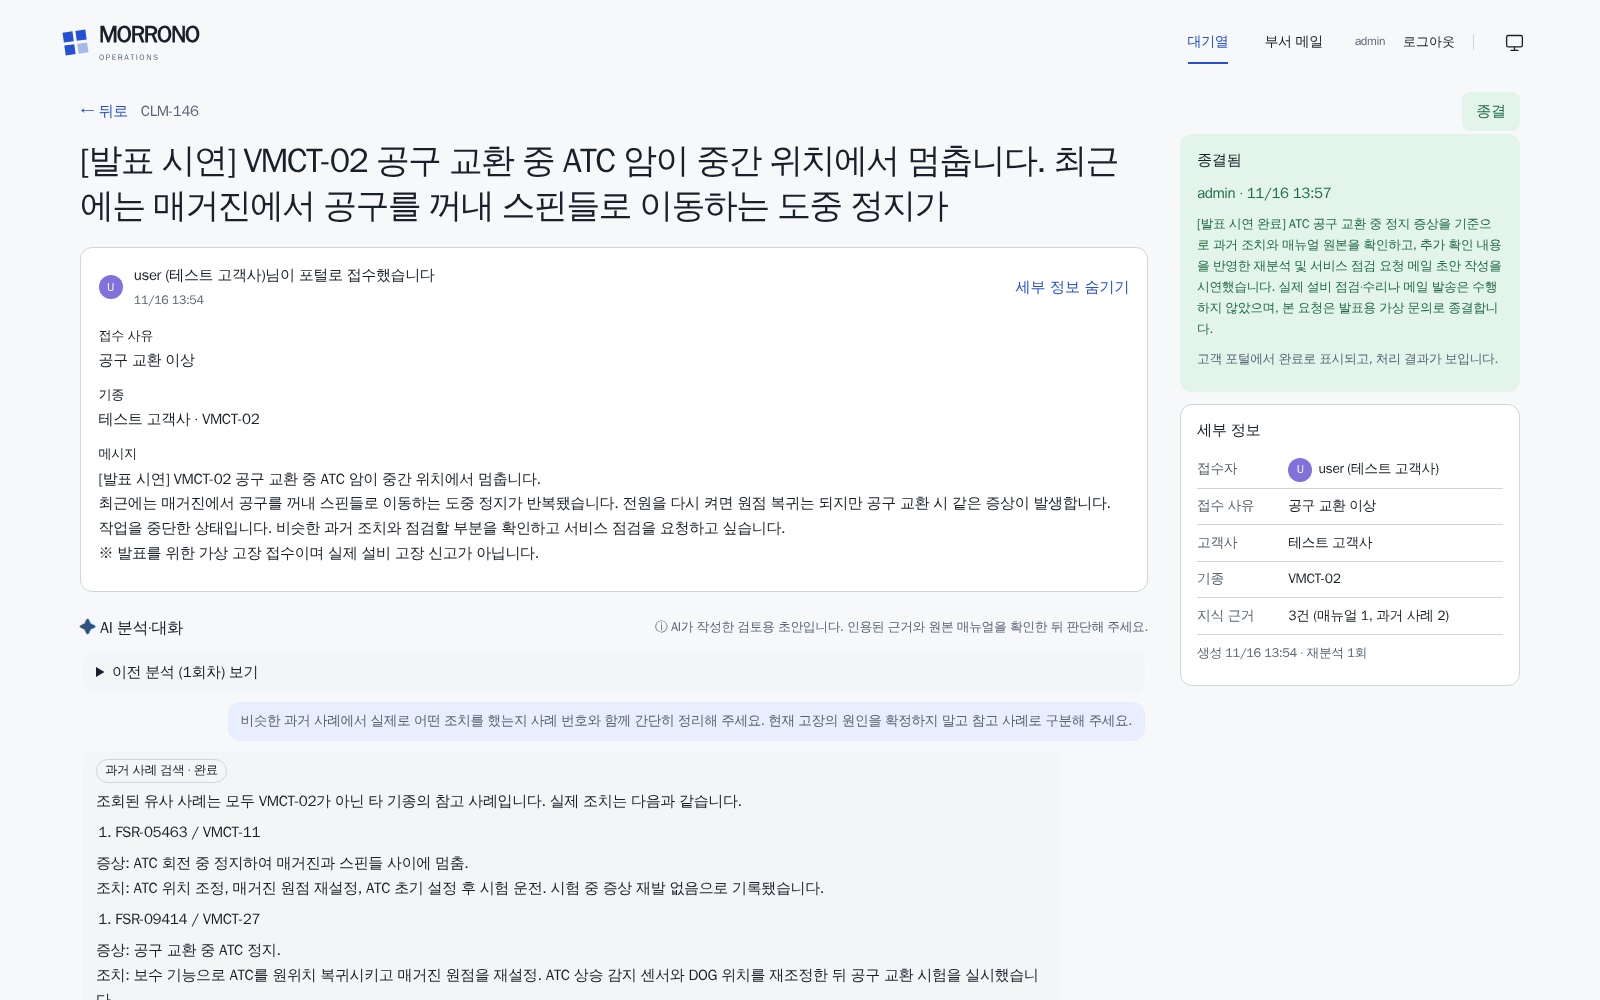 MORRONO
OPERATIONS
대기열
부서 메일
admin
로그아웃
← 뒤로 CLM-146
종결
[발표 시연] VMCT-02 공구 교환 중 ATC 암이 중간 위치에서 멈춥니다. 최근
에는 매거진에서 공구를 꺼내 스핀들로 이동하는 도중 정지가
U
user (테스트 고객사)님이 포털로 접수했습니다
11/16 13:54
세부 정보 숨기기
접수 사유
공구 교환 이상
기종
테스트 고객사 · VMCT-02
메시지
[발표 시연] VMCT-02 공구 교환 중 ATC 암이 중간 위치에서 멈춥니다.
최근에는 매거진에서 공구를 꺼내 스핀들로 이동하는 도중 정지가 반복됐습니다. 전원을 다시 켜면 원점 복귀는 되지만 공구 교환 시 같은 증상이 발생합니다.
작업을 중단한 상태입니다. 비슷한 과거 조치와 점검할 부분을 확인하고 서비스 점검을 요청하고 싶습니다.
※ 발표를 위한 가상 고장 접수이며 실제 설비 고장 신고가 아닙니다.
AI 분석·대화
ⓘ AI가 작성한 검토용 초안입니다. 인용된 근거와 원본 매뉴얼을 확인한 뒤 판단해 주세요.
▶ 이전 분석 (1회차) 보기
비슷한 과거 사례에서 실제로 어떤 조치를 했는지 사례 번호와 함께 간단히 정리해 주세요. 현재 고장의 원인을 확정하지 말고 참고 사례로 구분해 주세요.
과거 사례 검색 · 완료
조회된 유사 사례는 모두 VMCT-02가 아닌 타 기종의 참고 사례입니다. 실제 조치는 다음과 같습니다.
1. FSR-05463 / VMCT-11
증상: ATC 회전 중 정지하여 매거진과 스핀들 사이에 멈춤.
조치: ATC 위치 조정, 매거진 원점 재설정, ATC 초기 설정 후 시험 운전. 시험 중 증상 재발 없음으로 기록됐습니다.
1. FSR-09414 / VMCT-27
증상: 공구 교환 중 ATC 정지.
조치: 보수 기능으로 ATC를 원위치 복귀시키고 매거진 원점을 재설정. ATC 상승 감지 센서와 DOG 위치를 재조정한 뒤 공구 교환 시험을 실시했습니
다.
종결됨
admin · 11/16 13:57
[발표 시연 완료] ATC 공구 교환 중 정지 증상을 기준으
로 과거 조치와 매뉴얼 원본을 확인하고, 추가 확인 내용
을 반영한 재분석 및 서비스 점검 요청 메일 초안 작성을
시연했습니다. 실제 설비 점검·수리나 메일 발송은 수행
하지 않았으며, 본 요청은 발표용 가상 문의로 종결합니
다.
고객 포털에서 완료로 표시되고, 처리 결과가 보입니다.
세부 정보
접수자 U user (테스트 고객사)
접수 사유 공구 교환 이상
고객사 테스트 고객사
기종 VMCT-02
지식 근거 3건 (매뉴얼 1, 과거 사례 2)
생성 11/16 13:54 · 재분석 1회